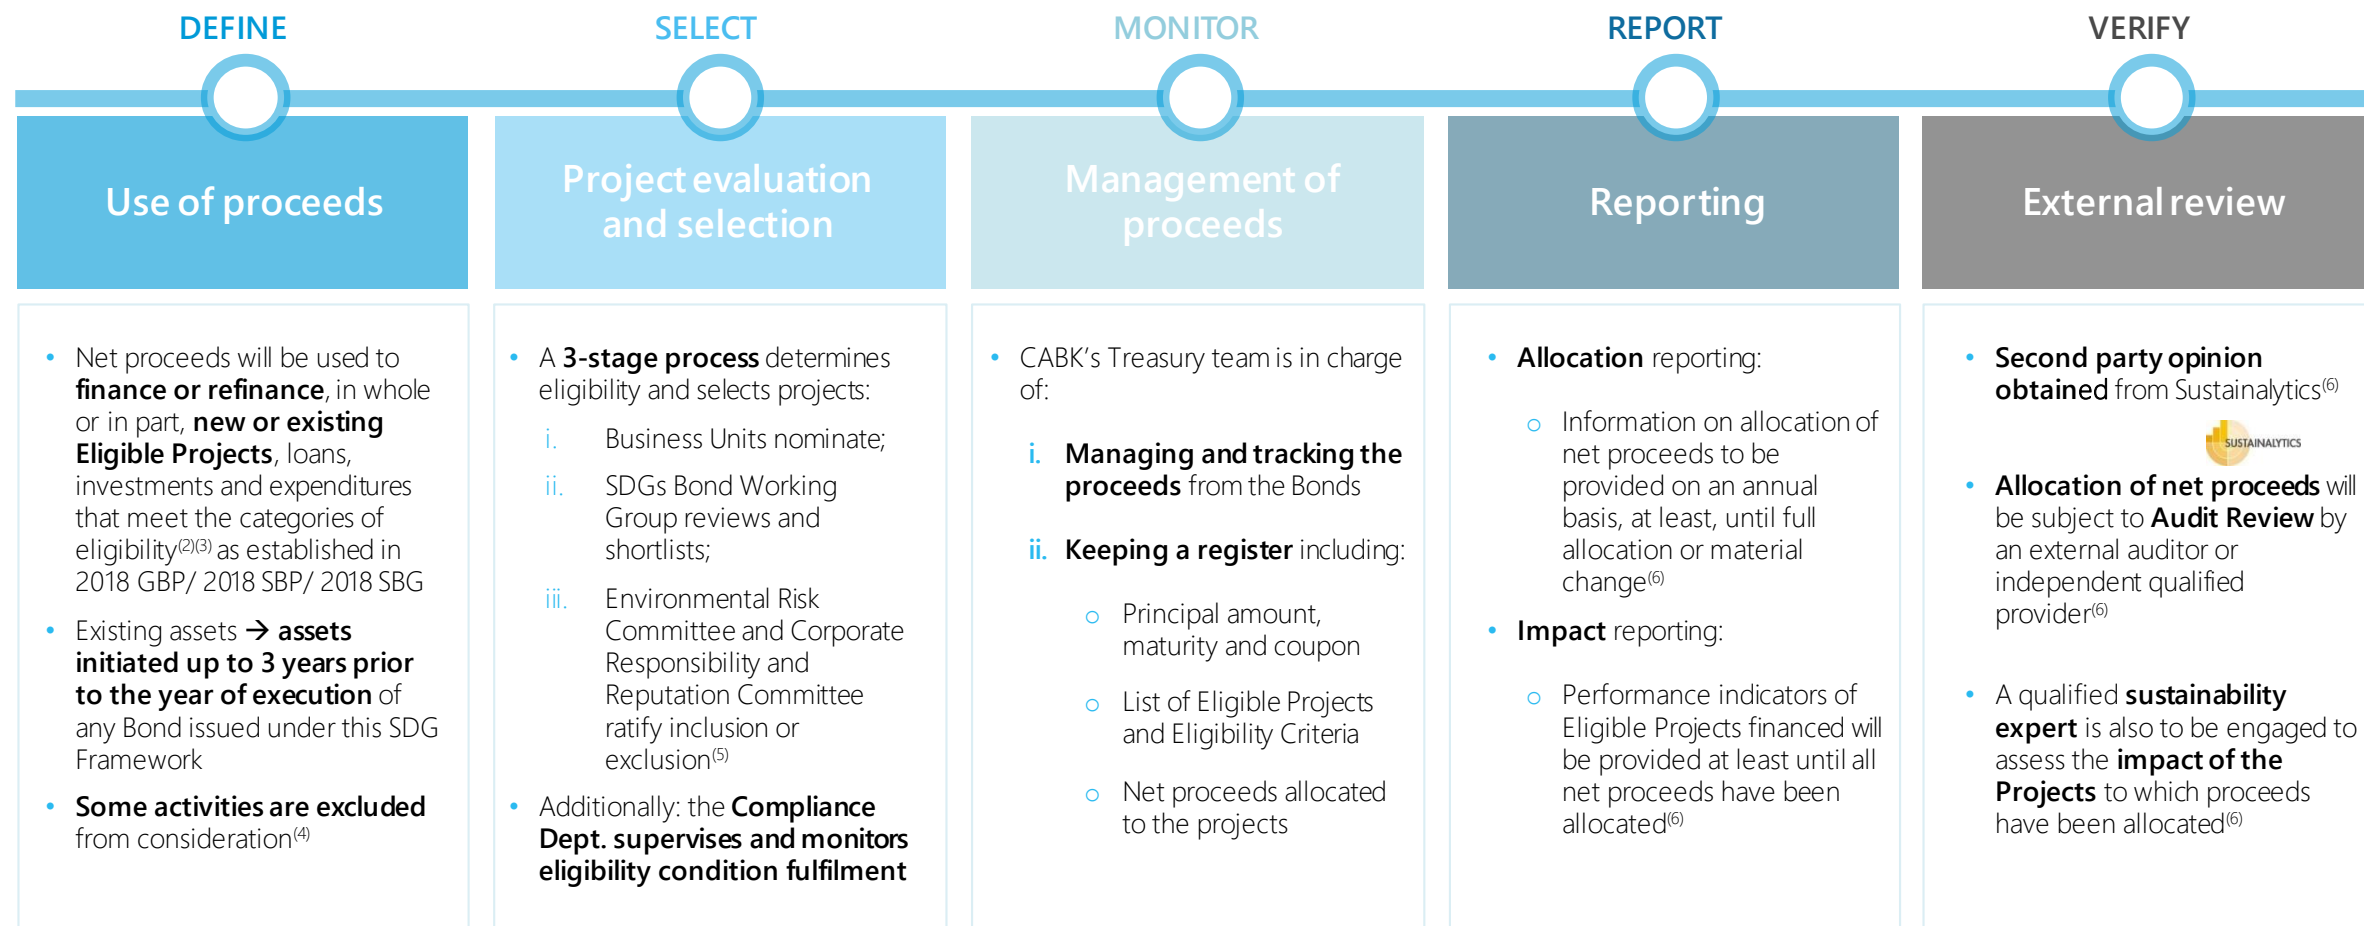 DEFINE
SELECT
MONITOR
REPORT
VERIFY
Use of proceeds
Project evaluation
and selection
Management of
proceeds
Reporting
External review
• Net proceeds will be used to
finance or refinance, in whole
or in part, new or existing
Eligible Projects, loans,
investments and expenditures
that meet the categories of
eligibility(2)(3) as established in
2018 GBP/ 2018 SBP/ 2018 SBG
• Existing assets → assets
initiated up to 3 years prior
to the year of execution of
any Bond issued under this SDG
Framework
• Some activities are excluded
from consideration(4)
• A 3-stage process determines
eligibility and selects projects:
i. Business Units nominate;
ii. SDGs Bond Working
Group reviews and
shortlists;
iii. Environmental Risk
Committee and Corporate
Responsibility and
Reputation Committee
ratify inclusion or
exclusion(5)
• Additionally: the Compliance
Dept. supervises and monitors
eligibility condition fulfilment
• CABK's Treasury team is in charge
of:
i. Managing and tracking the
proceeds from the Bonds
ii. Keeping a register including:
o Principal amount,
maturity and coupon
o List of Eligible Projects
and Eligibility Criteria
o Net proceeds allocated
to the projects
• Allocation reporting:
o Information on allocation of
net proceeds to be
provided on an annual
basis, at least, until full
allocation or material
change(6)
• Impact reporting:
o Performance indicators of
Eligible Projects financed will
be provided at least until all
net proceeds have been
allocated(6)
• Second party opinion
obtained from Sustainalytics(6)
SUSTAINALYTICS
• Allocation of net proceeds will
be subject to Audit Review by
an external auditor or
independent qualified
provider(6)
• A qualified sustainability
expert is also to be engaged to
assess the impact of the
Projects to which proceeds
have been allocated(6)